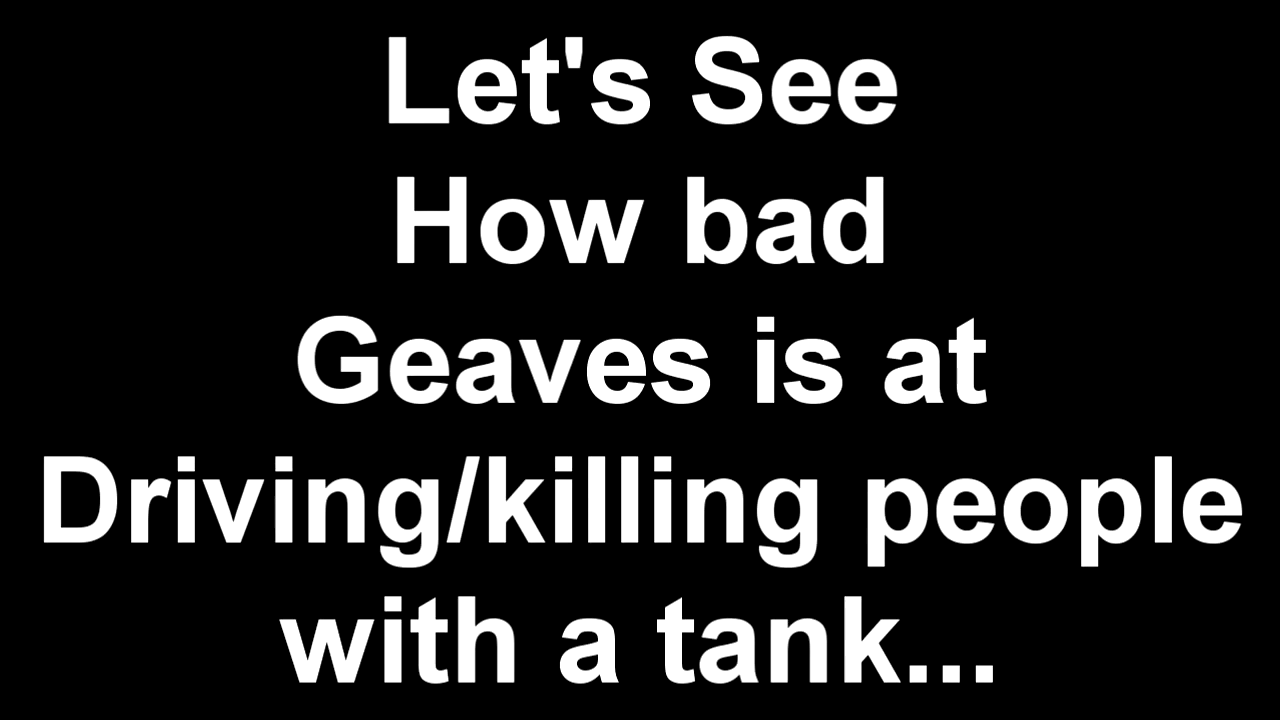 Let's See
How bad
Geaves is at
Driving/killing people
with a tank...